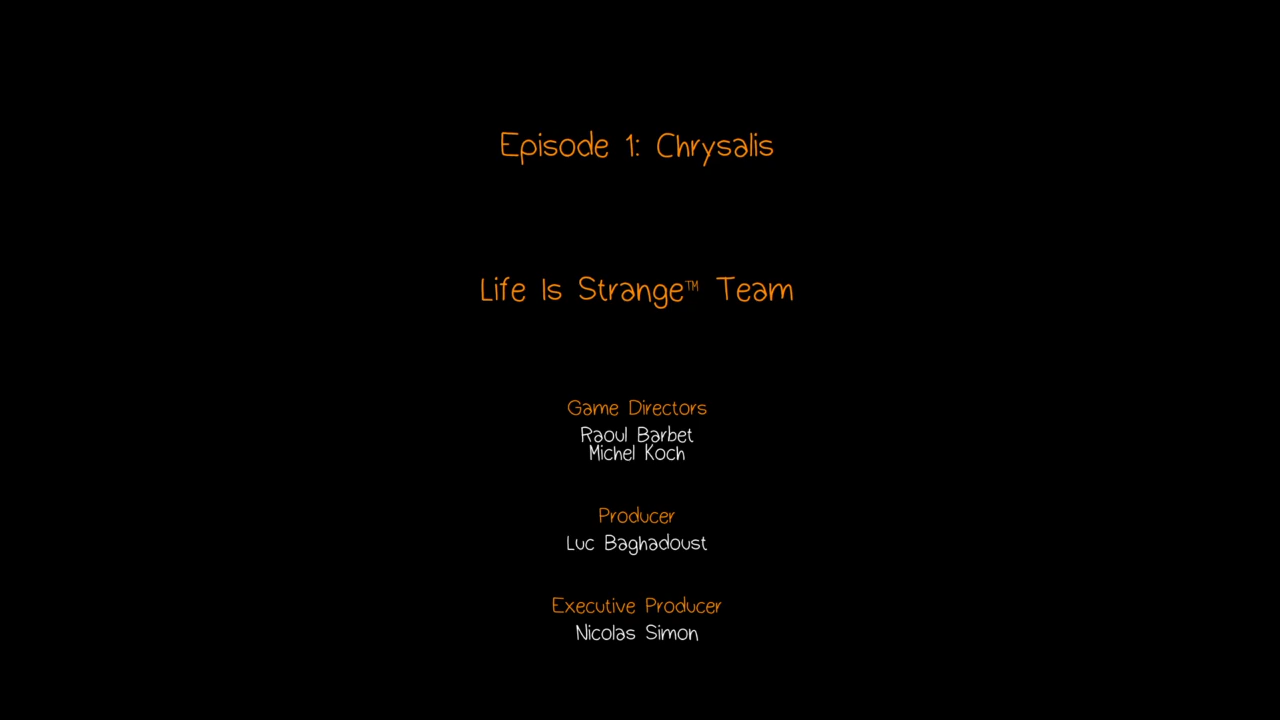 Episode 1: Chrysalis
Life Is Strange™ Team
Game Directors
Raoul Barbet
Michel Koch
Producer
Luc Baghadoust
Executive Producer
Nicolas Simon